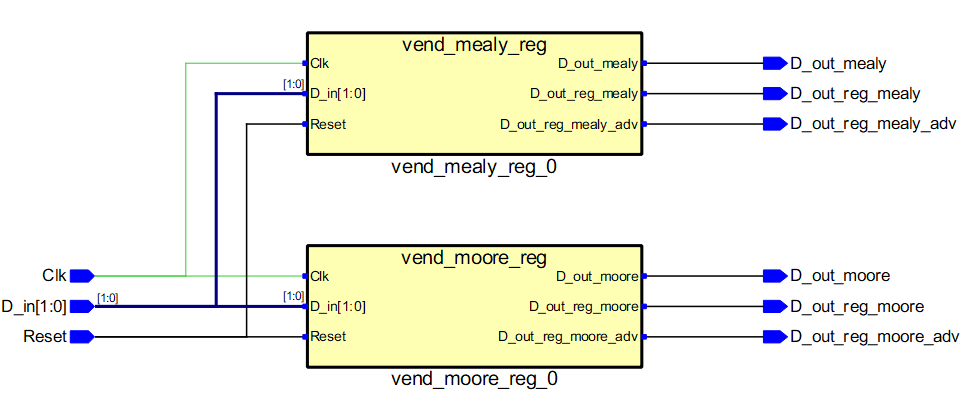 vend_mealy_reg
Clk D_out_mealy D_out_mealy
[1:0] D_in[1:0] D_out_reg_mealy D_out_reg_mealy
Reset D_out_reg_mealy_adv D_out_reg_mealy_adv
vend_mealy_reg_0
vend_moore_reg
Clk Clk D_out_moore D_out_moore
D_in[1:0] [1:0] [1:0] D_in[1:0] D_out_reg_moore D_out_reg_moore
Reset Reset D_out_reg_moore_adv D_out_reg_moore_adv
vend_moore_reg_0